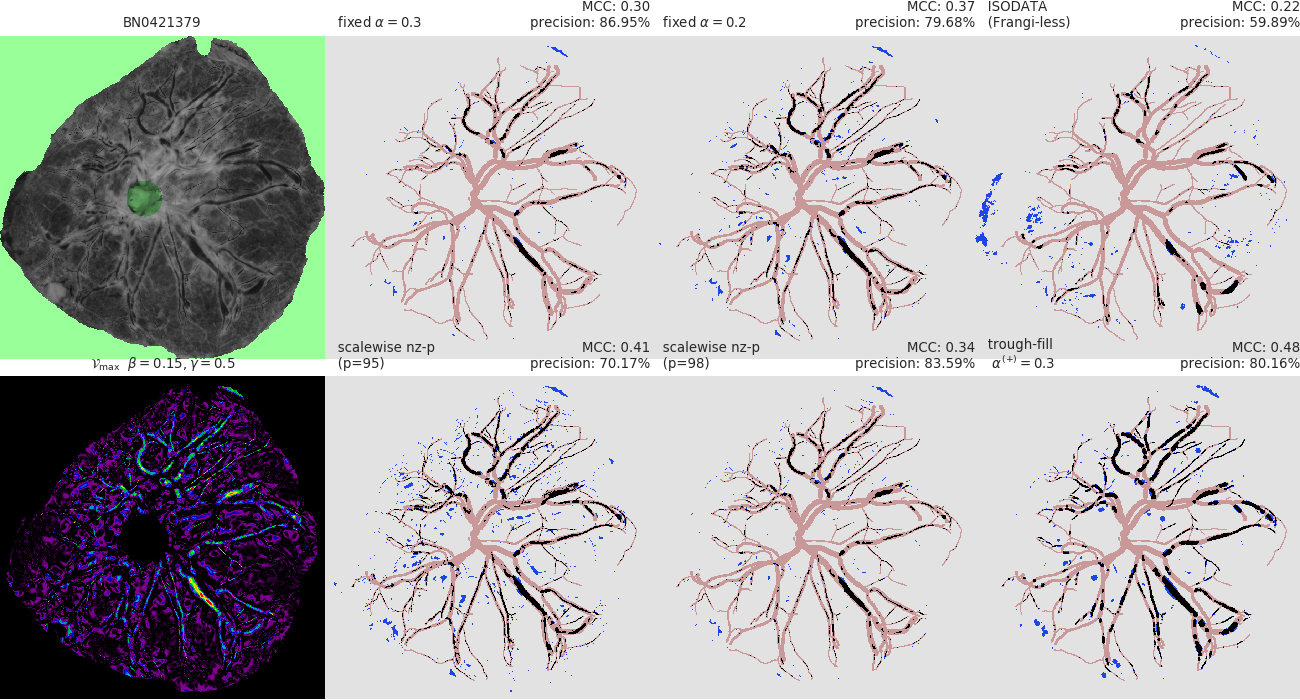 BN0421379
fixed α = 0.3
MCC: 0.30
precision: 86.95%
fixed α = 0.2
MCC: 0.37
precision: 79.68%
ISODATA
(Frangi-less)
MCC: 0.22
precision: 59.89%
𝒱max β = 0.15, γ = 0.5
scalewise nz-p
(p=95)
MCC: 0.41
precision: 70.17%
scalewise nz-p
(p=98)
MCC: 0.34
precision: 83.59%
trough-fill
α(+) = 0.3
MCC: 0.48
precision: 80.16%